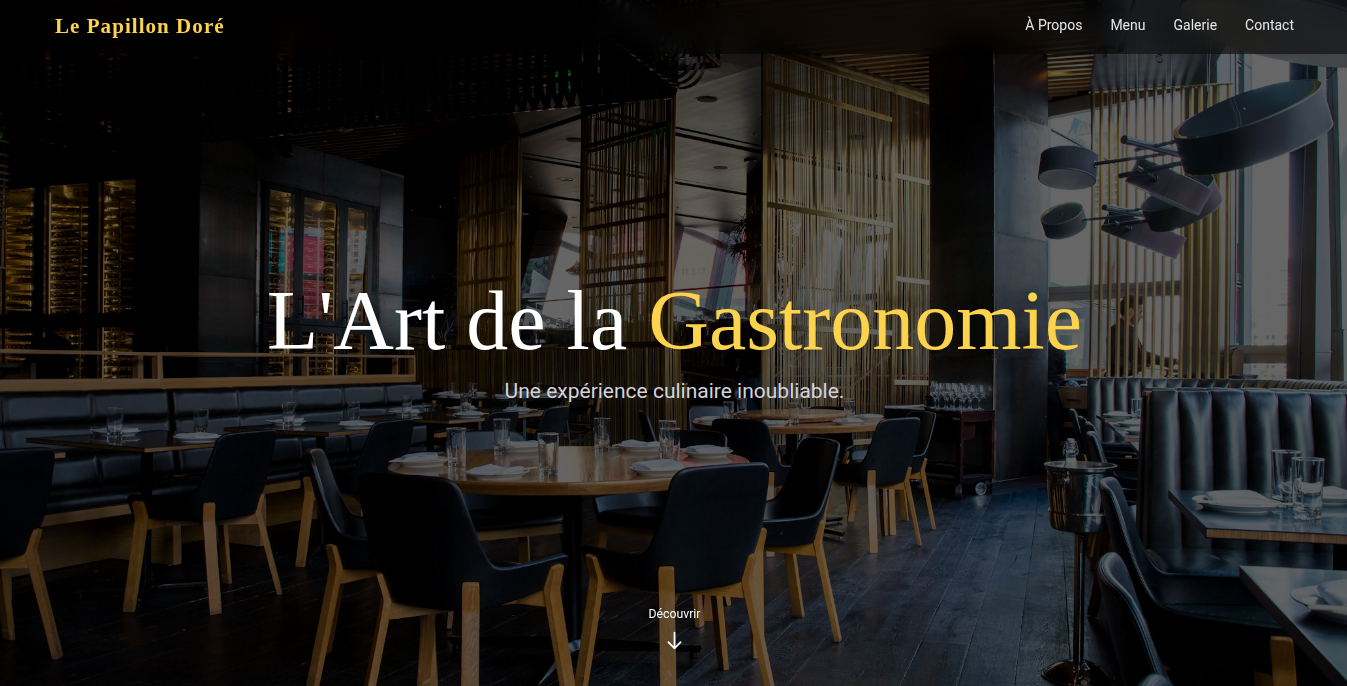 Le Papillon Doré
À Propos Menu Galerie Contact
L'Art de la Gastronomie
Une expérience culinaire inoubliable.
Découvrir